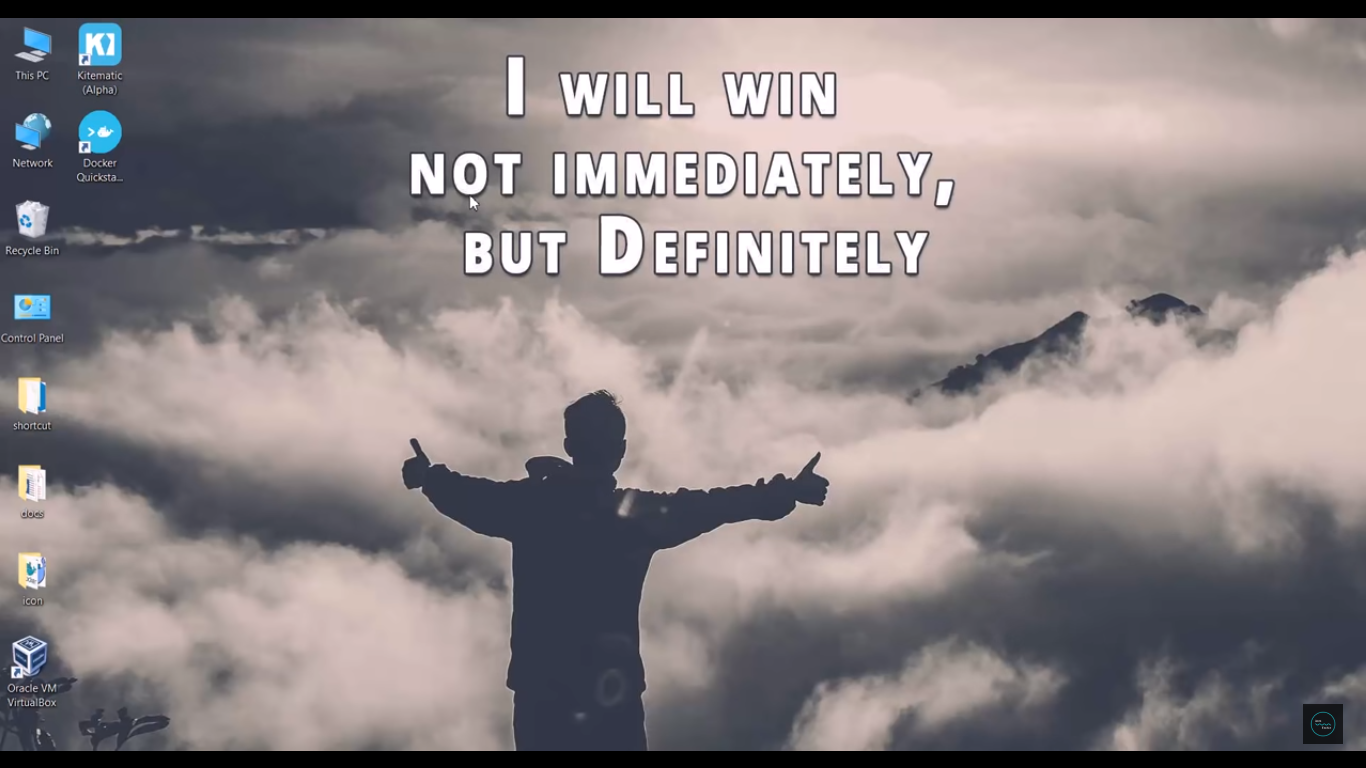 This PC
Kitematic
(Alpha)
Network
Docker
Quicksta...
Recycle Bin
Control Panel
shortcut
docs
icon
Oracle VM
VirtualBox
I WILL WIN
NOT IMMEDIATELY,
BUT DEFINITELY